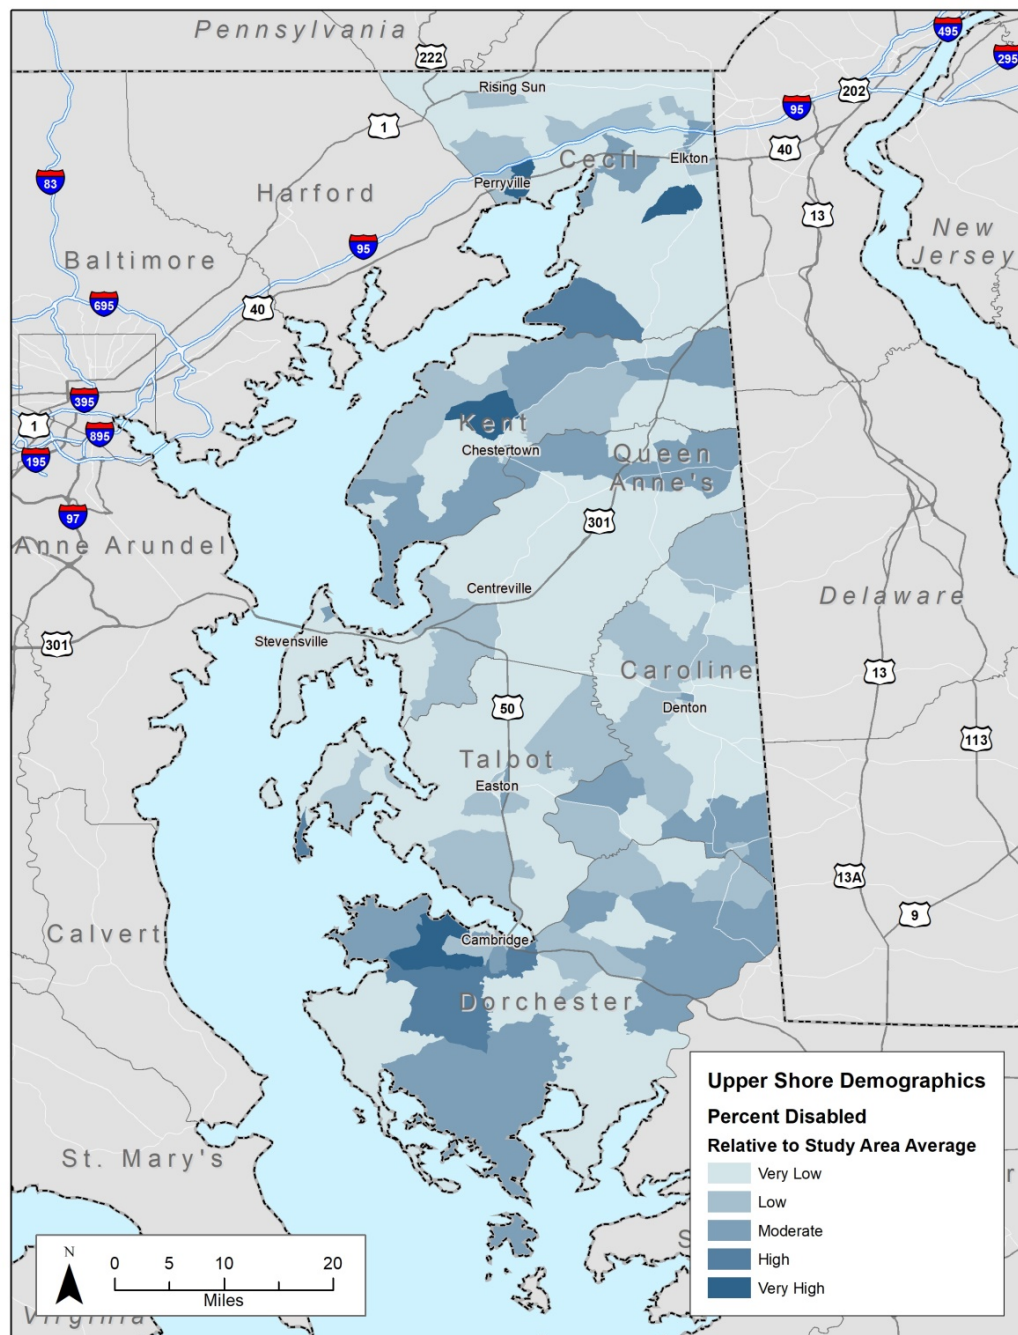 Pennsylvania
495
222
295
Rising Sun
202
1
95
Cecil
40
Elkton
83
Perryville
Harford
13
New
Jersey
95
Baltimore
695
40
395
1
Kent
895
Chestertown
Queen
Anne's
195
97
301
Anne Arundel
Centreville
Delaware
Stevensville
301
Caroline
13
50
Denton
113
Talbot
Easton
13A
9
Calvert
Cambridge
Dorchester
Upper Shore Demographics
Percent Disabled
Relative to Study Area Average
St. Mary's
Very Low
Low
Moderate
High
Very High
N
0 5 10 20
Miles
Virginia